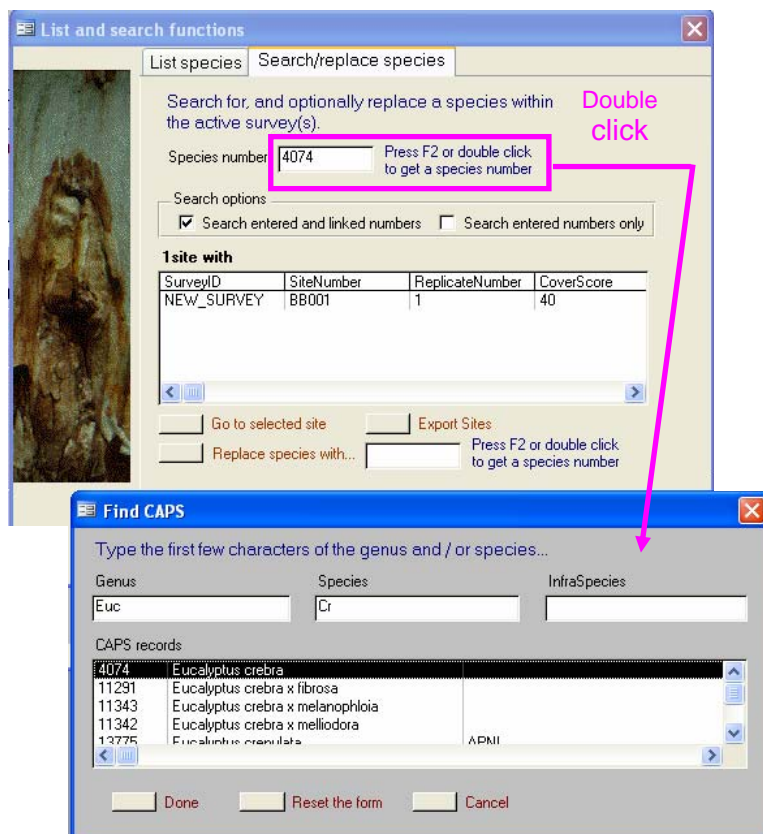 List and search functions
List species
Search/replace species
Search for, and optionally replace a species within
the active survey(s).
Double
click
Species number
4074
Press F2 or double click
to get a species number
Search options
Search entered and linked numbers
Search entered numbers only
1site with
SurveyID SiteNumber ReplicateNumber CoverScore
NEW_SURVEY BB001 1 40
Go to selected site
Export Sites
Replace species with...
Press F2 or double click
to get a species number
Find CAPS
Type the first few characters of the genus and / or species...
Genus Species InfraSpecies
Euc Cr
CAPS records
4074 Eucalyptus crebra
11291 Eucalyptus crebra x fibrosa
11343 Eucalyptus crebra x melanophloia
11342 Eucalyptus crebra x melliodora
13775 Eucalyptus crenulata APNI
Done
Reset the form
Cancel